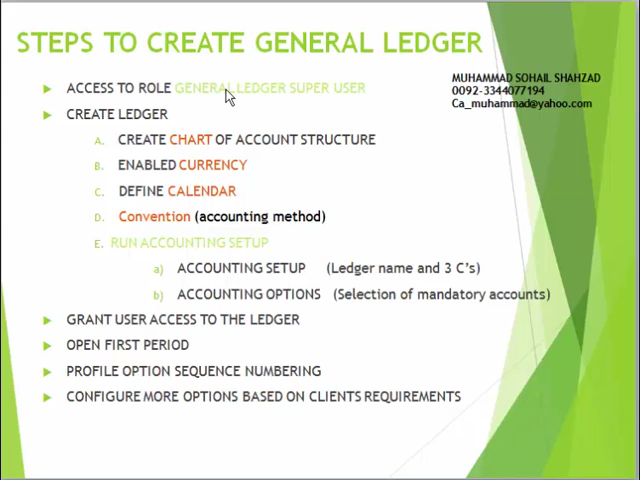 STEPS TO CREATE GENERAL LEDGER
MUHAMMAD SOHAIL SHAHZAD
0092-3344077194
Ca_muhammad@yahoo.com
ACCESS TO ROLE GENERAL LEDGER SUPER USER
CREATE LEDGER
A. CREATE CHART OF ACCOUNT STRUCTURE
B. ENABLED CURRENCY
C. DEFINE CALENDAR
D. Convention (accounting method)
E. RUN ACCOUNTING SETUP
a) ACCOUNTING SETUP (Ledger name and 3 C's)
b) ACCOUNTING OPTIONS (Selection of mandatory accounts)
GRANT USER ACCESS TO THE LEDGER
OPEN FIRST PERIOD
PROFILE OPTION SEQUENCE NUMBERING
CONFIGURE MORE OPTIONS BASED ON CLIENTS REQUIREMENTS